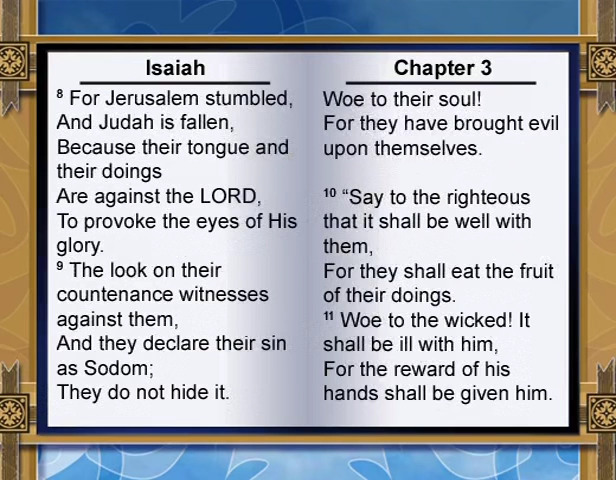 Isaiah
⁸ For Jerusalem stumbled,
And Judah is fallen,
Because their tongue and
their doings
Are against the LORD,
To provoke the eyes of His
glory.
⁹ The look on their
countenance witnesses
against them,
And they declare their sin
as Sodom;
They do not hide it.
Chapter 3
Woe to their soul!
For they have brought evil
upon themselves.
¹⁰ “Say to the righteous
that it shall be well with
them,
For they shall eat the fruit
of their doings.
¹¹ Woe to the wicked! It
shall be ill with him,
For the reward of his
hands shall be given him.